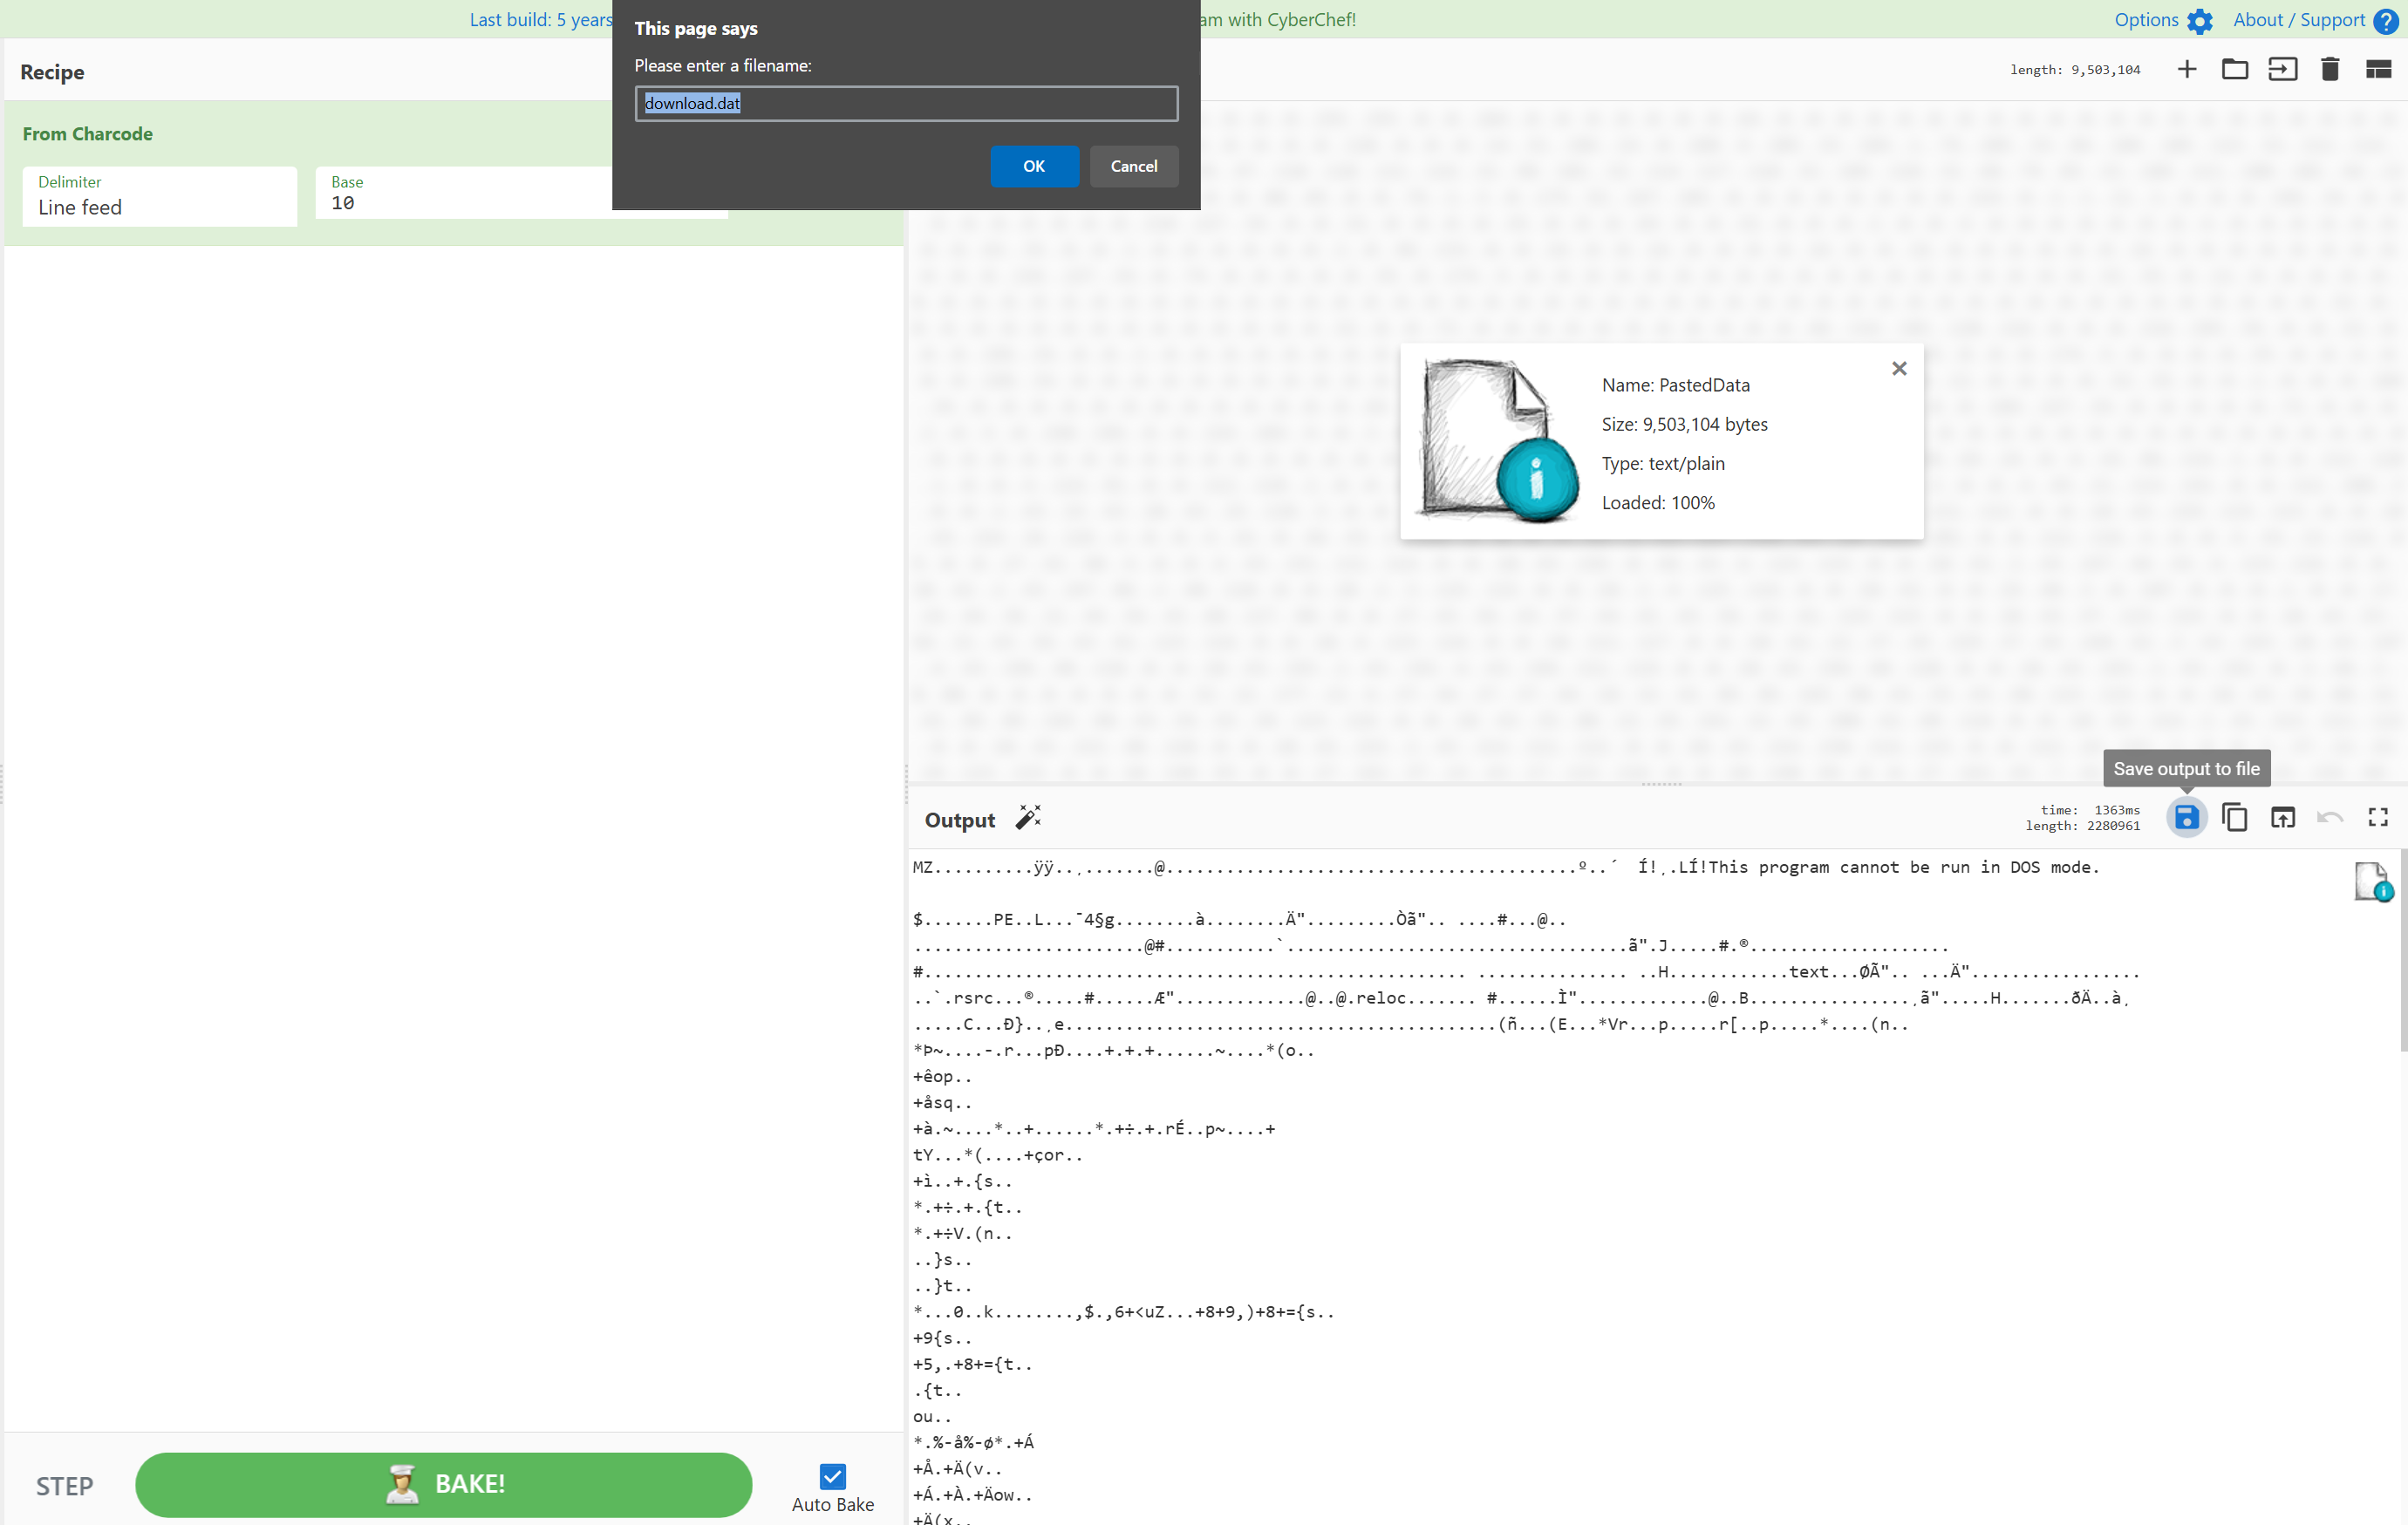 Last build: 5 years
am with CyberChef!
Options
About / Support
This page says
Please enter a filename:
download.dat
OK
Cancel
Recipe
length: 9,503,104
From Charcode
Delimiter
Line feed
Base
10
Name: PastedData
Size: 9,503,104 bytes
Type: text/plain
Loaded: 100%
Save output to file
Output
time: 1363ms
length: 2280961
MZ..........ÿÿ..¸.......@........................................º..´ Í!¸.LÍ!This program cannot be run in DOS mode.
$.......PE..L...¯4§g........à........Ä".........Òã".. ....#...@..
.......................@#...........`..................................ã".J.....#.®....................
#...................................................... ............... ..H............text...ØÃ".. ...Ä".................
..`.rsrc...®.....#......Æ".............@..@.reloc....... #......Ì".............@..B................¸ã".....H.......ðÄ..à¸
.....C...Ð}..¸e...........................................(ñ...(E...*Vr...p.....r[..p.....*....(n..
*Þ~....-.r...pÐ....+.+.+......~....*(o..
+êop..
+åsq..
+à.~....*..+......*.+÷.+.rÉ..p~....+
tY...*(....+çor..
+ì..+.{s..
*.+÷.+.{t..
*.+÷V.(n..
..}s..
..}t..
*...0..k........,$.,6+<uZ...+8+9,)+8+={s..
+9{s..
+5,.+8+={t..
.{t..
ou..
*.%-å%-ø*.+Á
+Å.+Ä(v..
+Á.+À.+Äow..
+Ä(x..
STEP
BAKE!
Auto Bake